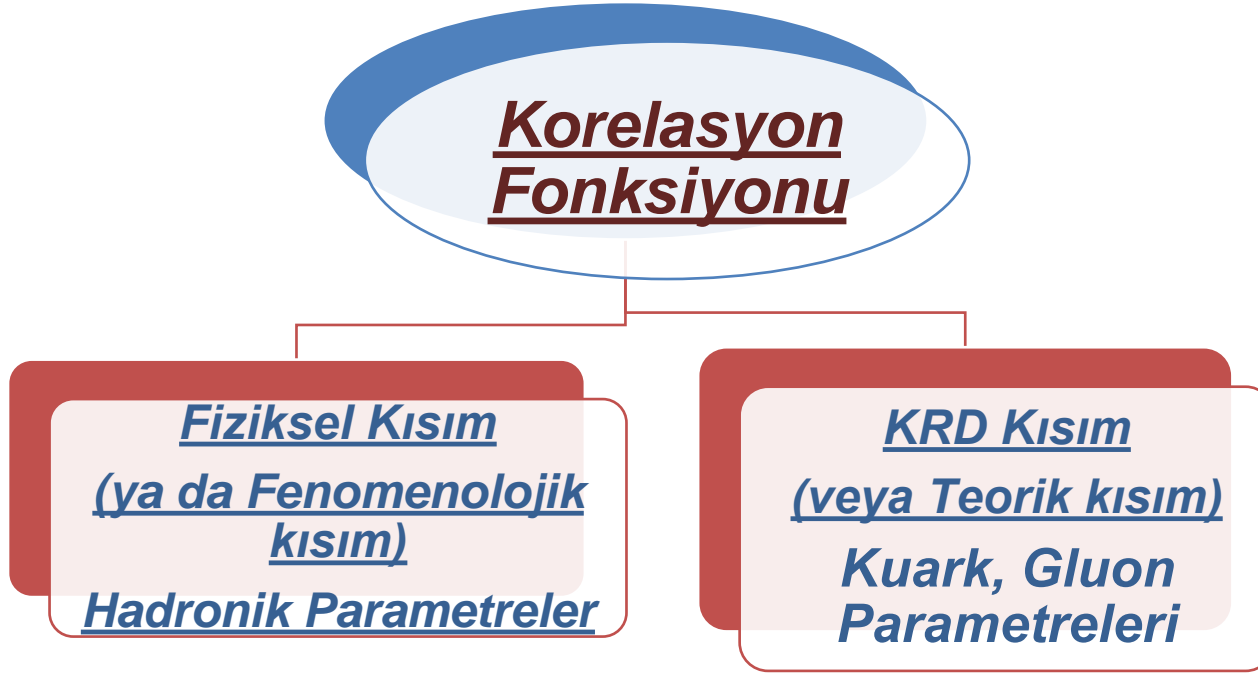 Korelasyon
Fonksiyonu
Fiziksel Kısım
(ya da Fenomenolojik
kısım)
Hadronik Parametreler
KRD Kısım
(veya Teorik kısım)
Kuark, Gluon
Parametreleri